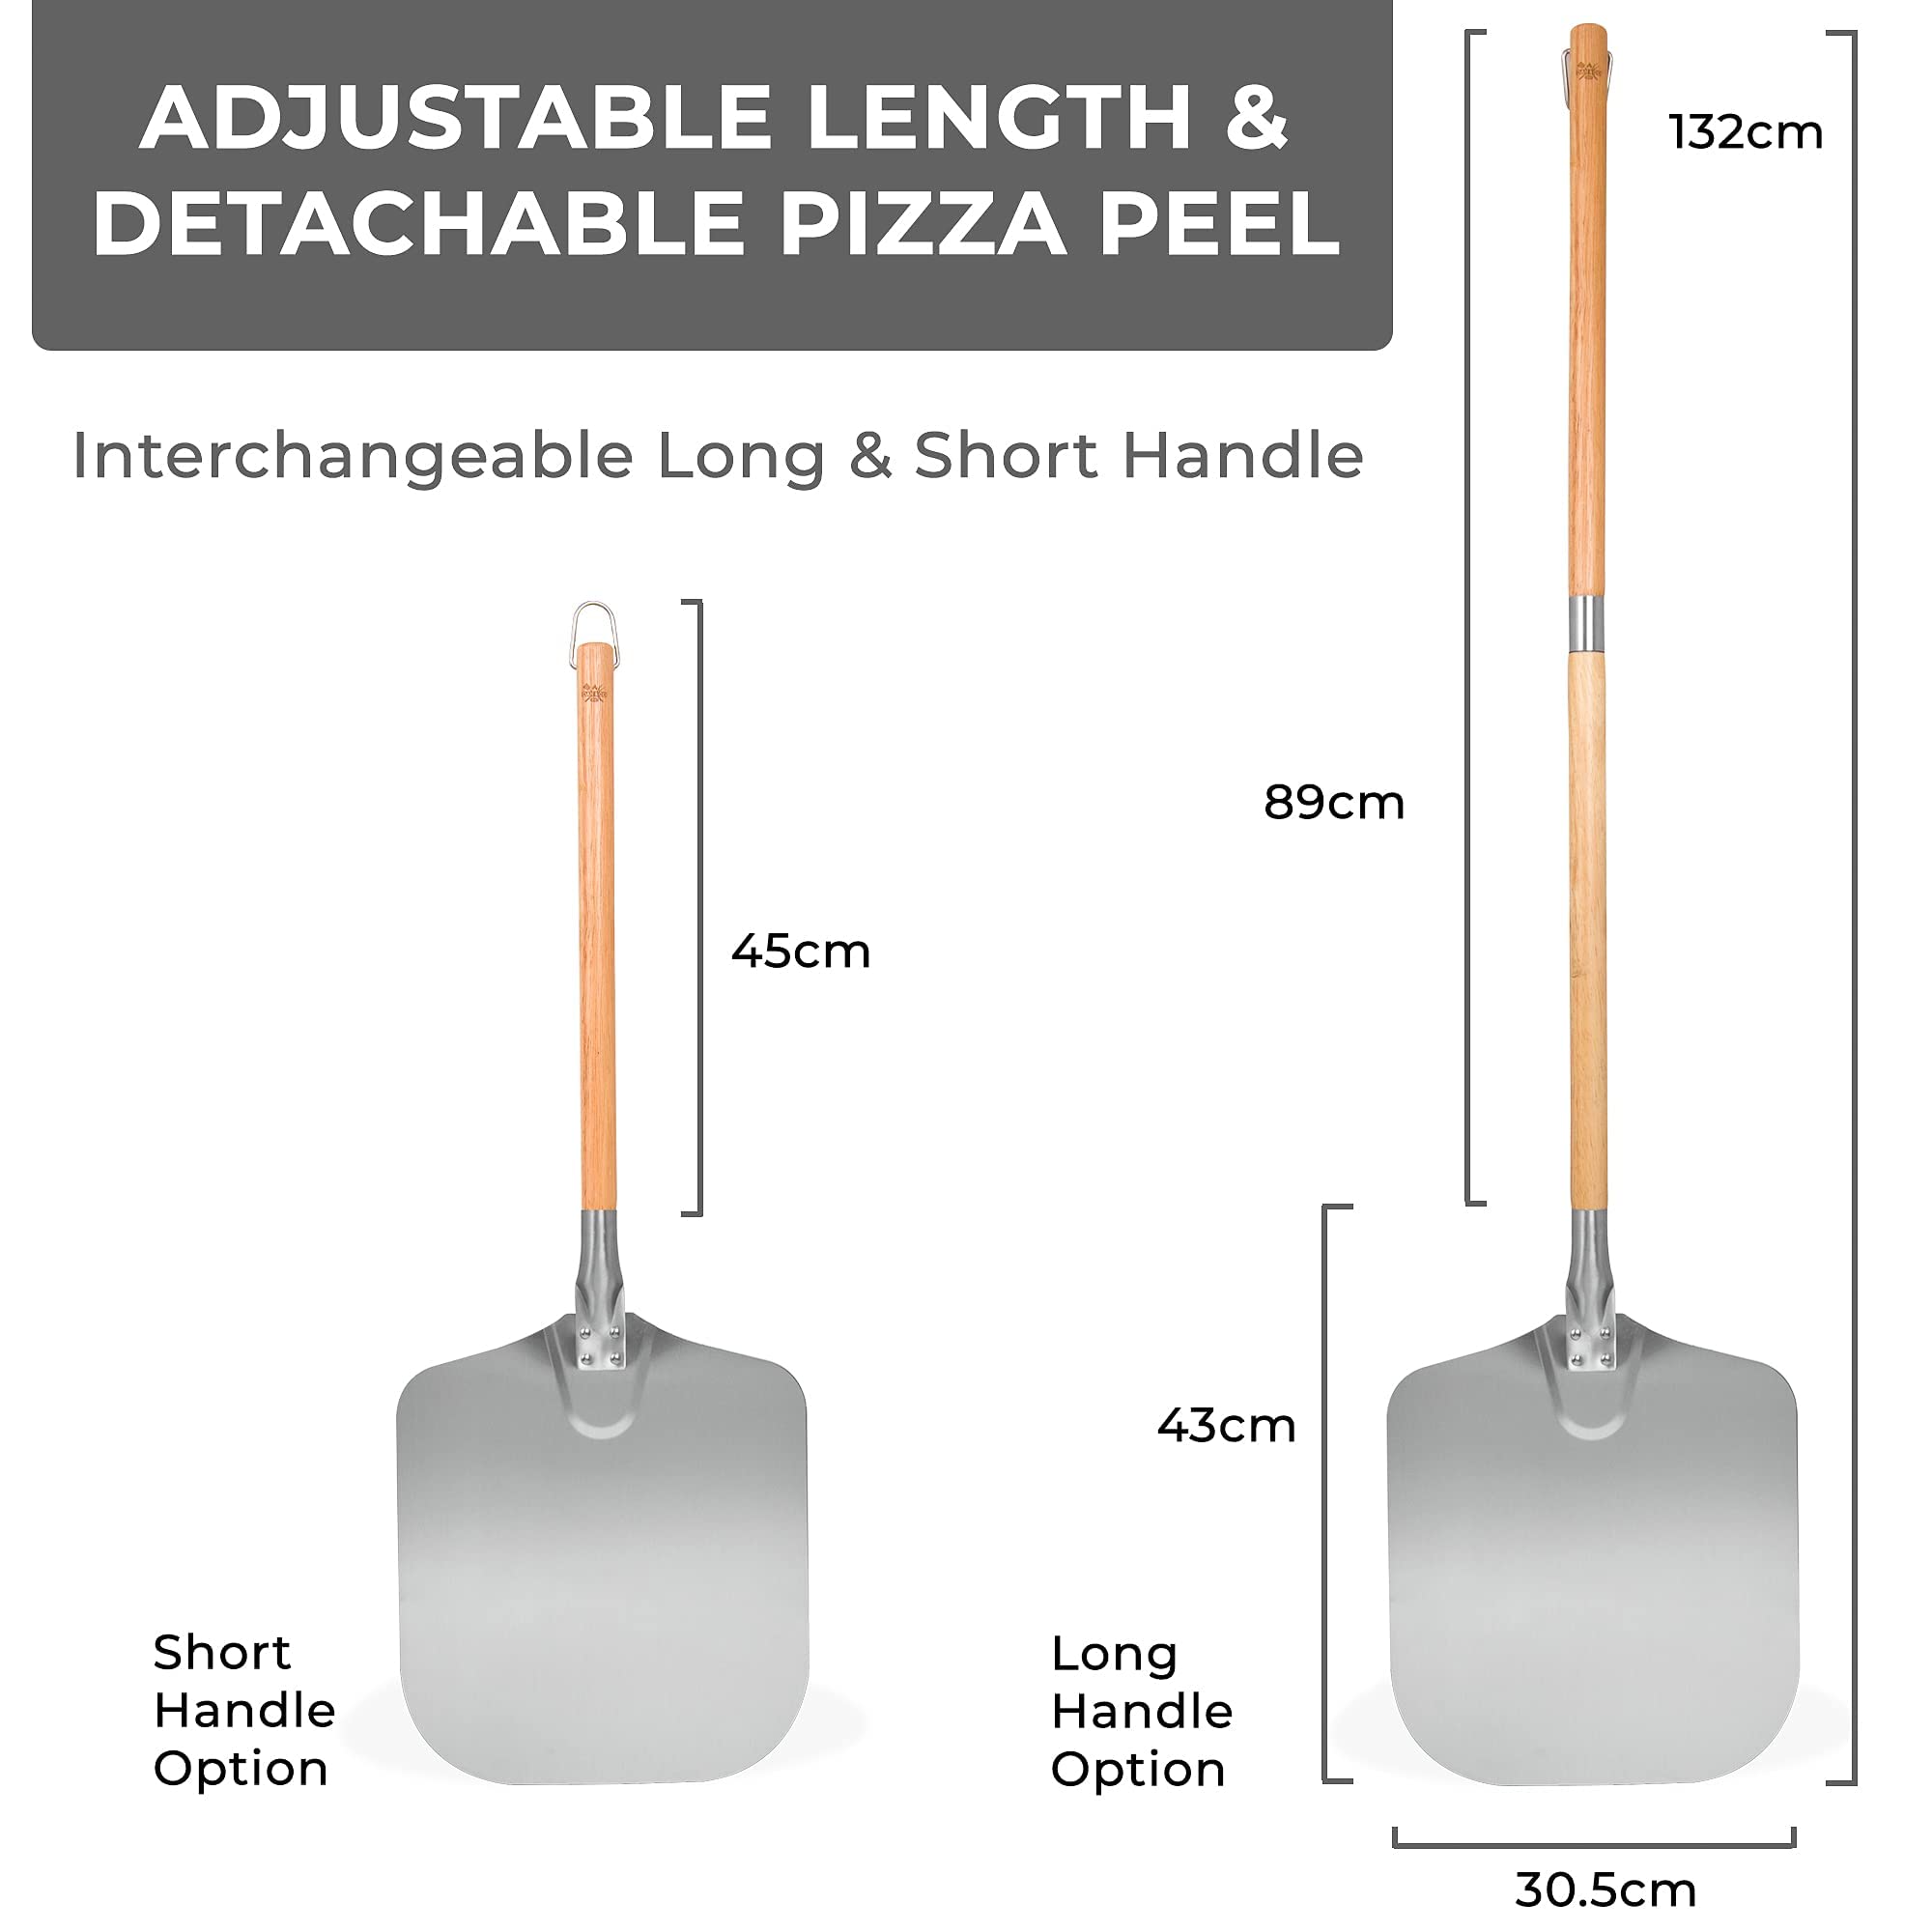 ADJUSTABLE LENGTH &
DETACHABLE PIZZA PEEL
Interchangeable Long & Short Handle
132cm
89cm
45cm
43cm
Short
Handle
Option
Long
Handle
Option
30.5cm